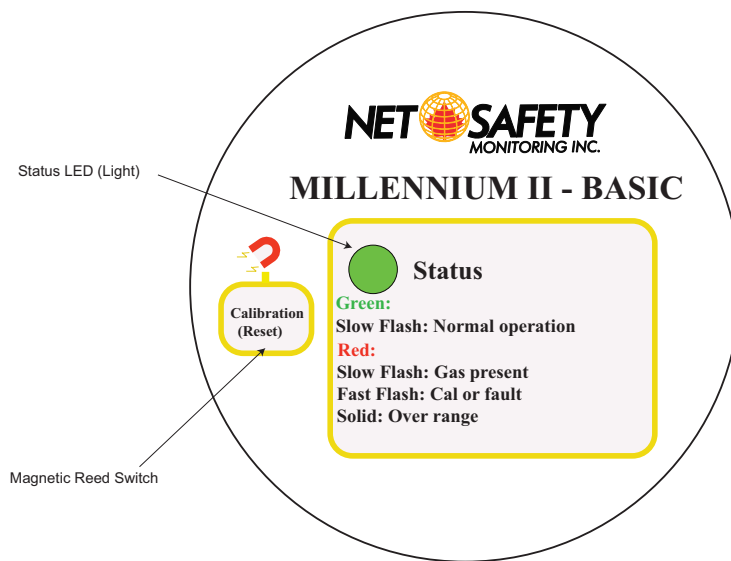 NET SAFETY
MONITORING INC.
MILLENNIUM II - BASIC
Status LED (Light)
Status
Calibration
(Reset)
Green:
Slow Flash: Normal operation
Red:
Slow Flash: Gas present
Fast Flash: Cal or fault
Solid: Over range
Magnetic Reed Switch